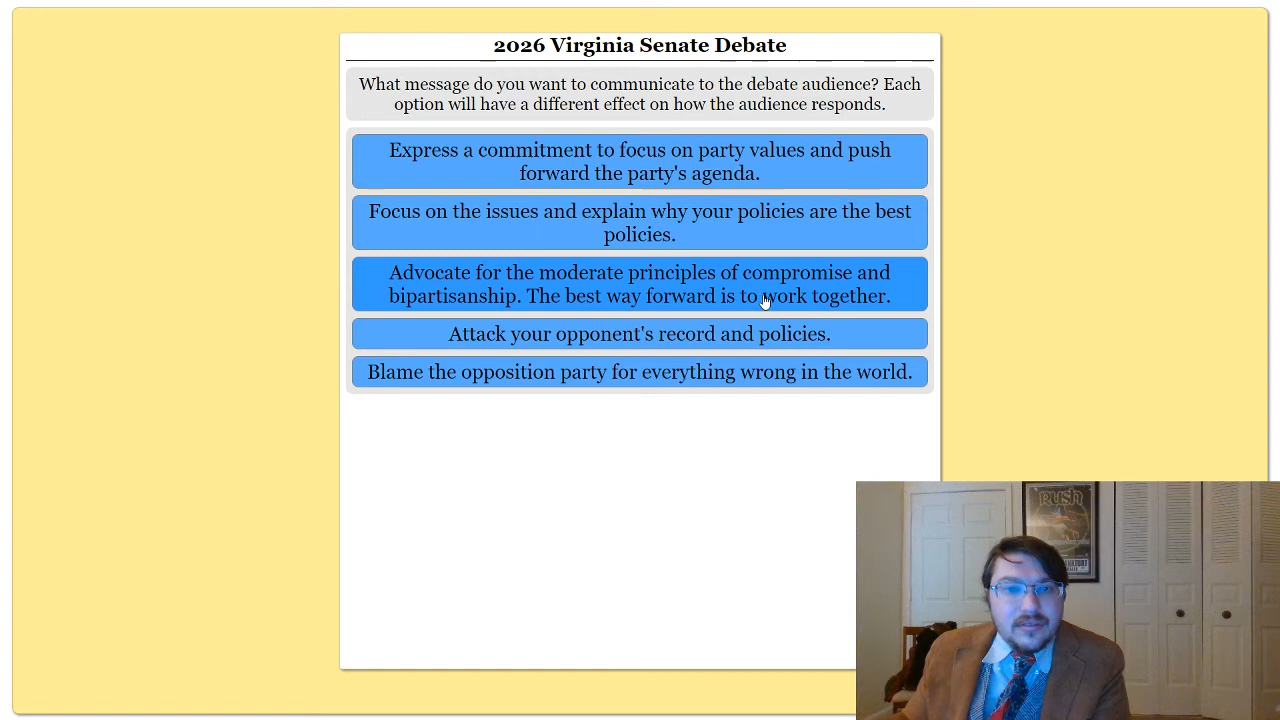 2026 Virginia Senate Debate
What message do you want to communicate to the debate audience? Each
option will have a different effect on how the audience responds.
Express a commitment to focus on party values and push
forward the party's agenda.
Focus on the issues and explain why your policies are the best
policies.
Advocate for the moderate principles of compromise and
bipartisanship. The best way forward is to work together.
Attack your opponent's record and policies.
Blame the opposition party for everything wrong in the world.
RUSH